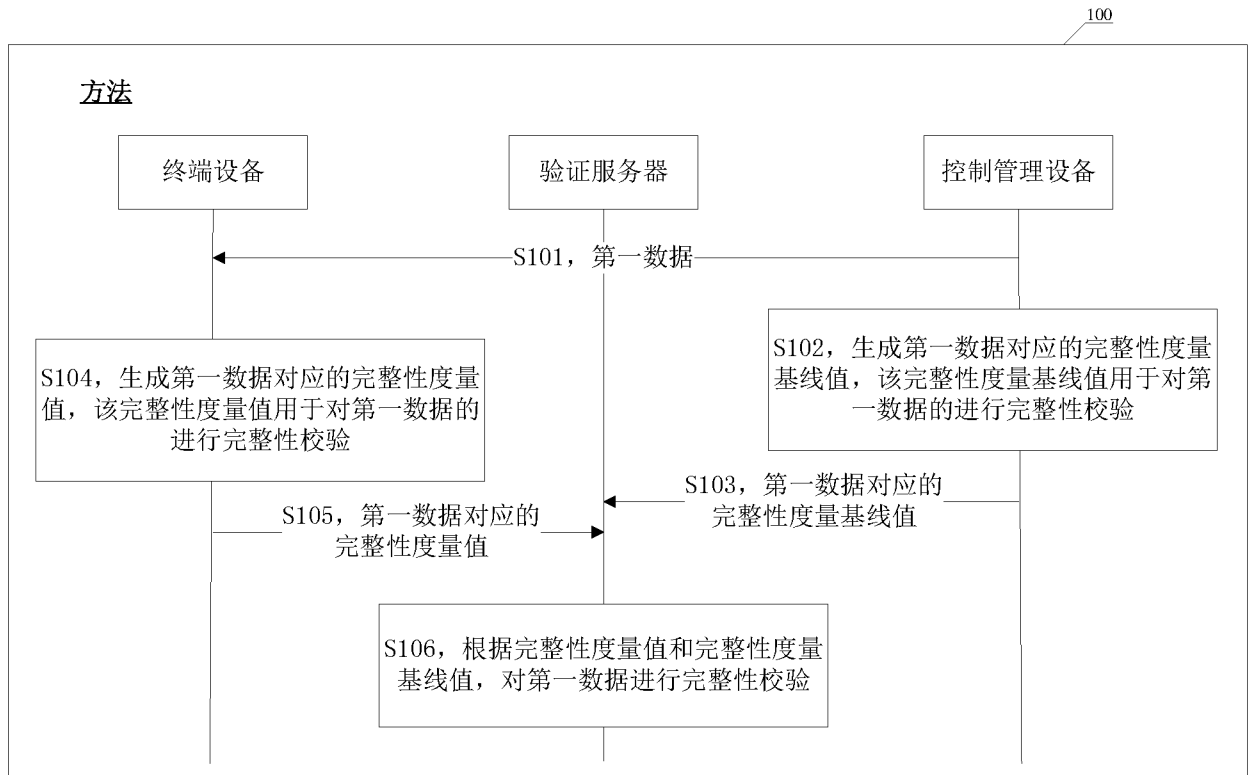 100
方法
终端设备
验证服务器
控制管理设备
S101，第一数据
S102，生成第一数据对应的完整性度量
基线值，该完整性度量基线值用于对第
一数据的进行完整性校验
S104，生成第一数据对应的完整性度量
值，该完整性度量值用于对第一数据的
进行完整性校验
S103，第一数据对应的
完整性度量基线值
S105，第一数据对应的
完整性度量值
S106，根据完整性度量值和完整性度量
基线值，对第一数据进行完整性校验